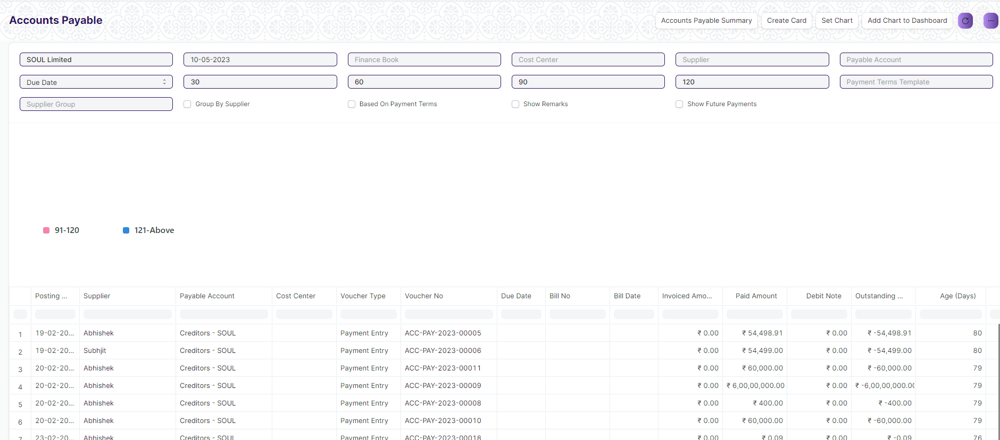 Accounts Payable
Accounts Payable Summary Create Card Set Chart Add Chart to Dashboard
SOUL Limited 10-05-2023 Finance Book Cost Center Supplier Payable Account
Due Date 30 60 90 120 Payment Terms Template
Supplier Group Group By Supplier Based On Payment Terms Show Remarks Show Future Payments
91-120 121-Above
Posting ... Supplier Payable Account Cost Center Voucher Type Voucher No Due Date Bill No Bill Date Invoiced Amo... Paid Amount Debit Note Outstanding ... Age (Days)
1 19-02-20... Abhishek Creditors - SOUL Payment Entry ACC-PAY-2023-00005 ₹ 0.00 ₹ 54,498.91 ₹ 0.00 ₹ -54,498.91 80
2 19-02-20... Subhjit Creditors - SOUL Payment Entry ACC-PAY-2023-00006 ₹ 0.00 ₹ 54,499.00 ₹ 0.00 ₹ -54,499.00 80
3 20-02-20... Abhishek Creditors - SOUL Payment Entry ACC-PAY-2023-00011 ₹ 0.00 ₹ 60,000.00 ₹ 0.00 ₹ -60,000.00 79
4 20-02-20... Abhishek Creditors - SOUL Payment Entry ACC-PAY-2023-00009 ₹ 0.00 ₹ 6,00,00,000.00 ₹ 0.00 ₹ -6,00,00,000.00 79
5 20-02-20... Abhishek Creditors - SOUL Payment Entry ACC-PAY-2023-00008 ₹ 0.00 ₹ 400.00 ₹ 0.00 ₹ -400.00 79
6 20-02-20... Abhishek Creditors - SOUL Payment Entry ACC-PAY-2023-00010 ₹ 0.00 ₹ 60,000.00 ₹ 0.00 ₹ -60,000.00 79
7 23-02-20... Abhishek Creditors - SOUL Payment Entry ACC-PAY-2023-00018 ₹ 0.00 ₹ 0.09 ₹ 0.00 ₹ -0.09 76